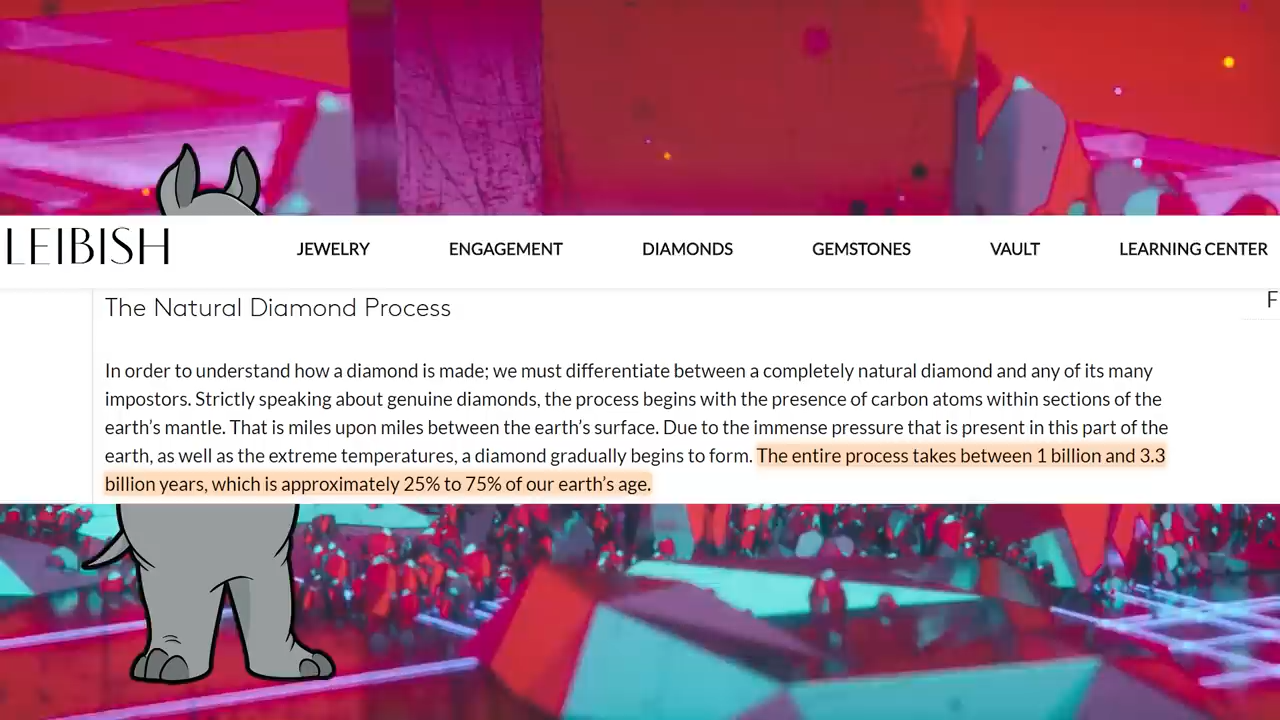 LEIBISH JEWELRY ENGAGEMENT DIAMONDS GEMSTONES VAULT LEARNING CENTER
The Natural Diamond Process
F
In order to understand how a diamond is made; we must differentiate between a completely natural diamond and any of its many
impostors. Strictly speaking about genuine diamonds, the process begins with the presence of carbon atoms within sections of the
earth’s mantle. That is miles upon miles between the earth’s surface. Due to the immense pressure that is present in this part of the
earth, as well as the extreme temperatures, a diamond gradually begins to form. The entire process takes between 1 billion and 3.3
billion years, which is approximately 25% to 75% of our earth’s age.